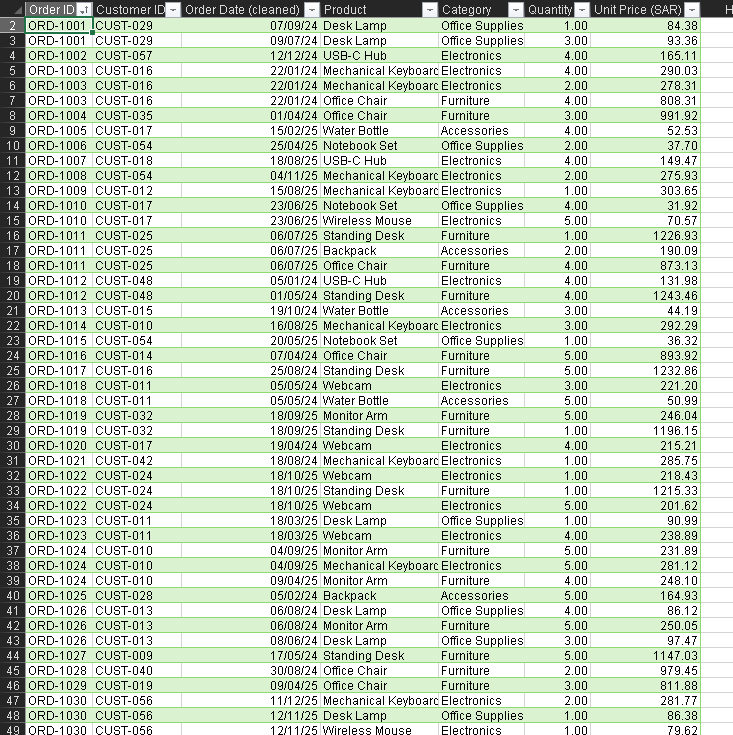 Order ID Customer ID Order Date (cleaned) Product Category Quantity Unit Price (SAR) H
2 ORD-1001 CUST-029 07/09/24 Desk Lamp Office Supplies 1.00 84.38
3 ORD-1001 CUST-029 09/07/24 Desk Lamp Office Supplies 3.00 93.36
4 ORD-1002 CUST-057 12/12/24 USB-C Hub Electronics 4.00 165.11
5 ORD-1003 CUST-016 22/01/24 Mechanical Keyboard Electronics 4.00 290.03
6 ORD-1003 CUST-016 22/01/24 Mechanical Keyboard Electronics 2.00 278.31
7 ORD-1003 CUST-016 22/01/24 Office Chair Furniture 4.00 808.31
8 ORD-1004 CUST-035 01/04/24 Office Chair Furniture 3.00 991.92
9 ORD-1005 CUST-017 15/02/25 Water Bottle Accessories 4.00 52.53
10 ORD-1006 CUST-054 25/04/25 Notebook Set Office Supplies 2.00 37.70
11 ORD-1007 CUST-018 18/08/25 USB-C Hub Electronics 4.00 149.47
12 ORD-1008 CUST-054 04/11/25 Mechanical Keyboard Electronics 2.00 275.93
13 ORD-1009 CUST-012 15/08/25 Mechanical Keyboard Electronics 1.00 303.65
14 ORD-1010 CUST-017 23/06/25 Notebook Set Office Supplies 4.00 31.92
15 ORD-1010 CUST-017 23/06/25 Wireless Mouse Electronics 5.00 70.57
16 ORD-1011 CUST-025 06/07/25 Standing Desk Furniture 1.00 1226.93
17 ORD-1011 CUST-025 06/07/25 Backpack Accessories 2.00 190.09
18 ORD-1011 CUST-025 06/07/25 Office Chair Furniture 4.00 873.13
19 ORD-1012 CUST-048 05/01/24 USB-C Hub Electronics 4.00 131.98
20 ORD-1012 CUST-048 01/05/24 Standing Desk Furniture 4.00 1243.46
21 ORD-1013 CUST-015 19/10/24 Water Bottle Accessories 3.00 44.19
22 ORD-1014 CUST-010 16/08/25 Mechanical Keyboard Electronics 3.00 292.29
23 ORD-1015 CUST-054 20/05/25 Notebook Set Office Supplies 1.00 36.32
24 ORD-1016 CUST-014 07/04/24 Office Chair Furniture 5.00 893.92
25 ORD-1017 CUST-016 25/08/24 Standing Desk Furniture 5.00 1232.86
26 ORD-1018 CUST-011 05/05/24 Webcam Electronics 3.00 221.20
27 ORD-1018 CUST-011 05/05/24 Water Bottle Accessories 5.00 50.99
28 ORD-1019 CUST-032 18/09/25 Monitor Arm Furniture 5.00 246.04
29 ORD-1019 CUST-032 18/09/25 Standing Desk Furniture 1.00 1196.15
30 ORD-1020 CUST-017 19/04/24 Webcam Electronics 4.00 215.21
31 ORD-1021 CUST-042 18/08/24 Mechanical Keyboard Electronics 1.00 285.75
32 ORD-1022 CUST-024 18/10/25 Webcam Electronics 1.00 218.43
33 ORD-1022 CUST-024 18/10/25 Standing Desk Furniture 1.00 1215.33
34 ORD-1022 CUST-024 18/10/25 Webcam Electronics 5.00 201.62
35 ORD-1023 CUST-011 18/03/25 Desk Lamp Office Supplies 1.00 90.99
36 ORD-1023 CUST-011 18/03/25 Webcam Electronics 4.00 238.89
37 ORD-1024 CUST-010 04/09/25 Monitor Arm Furniture 5.00 231.89
38 ORD-1024 CUST-010 04/09/25 Mechanical Keyboard Electronics 5.00 281.12
39 ORD-1024 CUST-010 09/04/25 Monitor Arm Furniture 4.00 248.10
40 ORD-1025 CUST-028 05/02/24 Backpack Accessories 5.00 164.93
41 ORD-1026 CUST-013 06/08/24 Desk Lamp Office Supplies 4.00 86.12
42 ORD-1026 CUST-013 06/08/24 Monitor Arm Furniture 5.00 250.05
43 ORD-1026 CUST-013 08/06/24 Desk Lamp Office Supplies 3.00 97.47
44 ORD-1027 CUST-009 17/05/24 Standing Desk Furniture 5.00 1147.03
45 ORD-1028 CUST-040 30/08/24 Office Chair Furniture 2.00 979.45
46 ORD-1029 CUST-019 09/04/25 Office Chair Furniture 3.00 811.88
47 ORD-1030 CUST-056 11/12/25 Mechanical Keyboard Electronics 2.00 281.77
48 ORD-1030 CUST-056 12/11/25 Desk Lamp Office Supplies 1.00 86.38
49 ORD-1030 CUST-056 12/11/25 Wireless Mouse Electronics 1.00 79.62